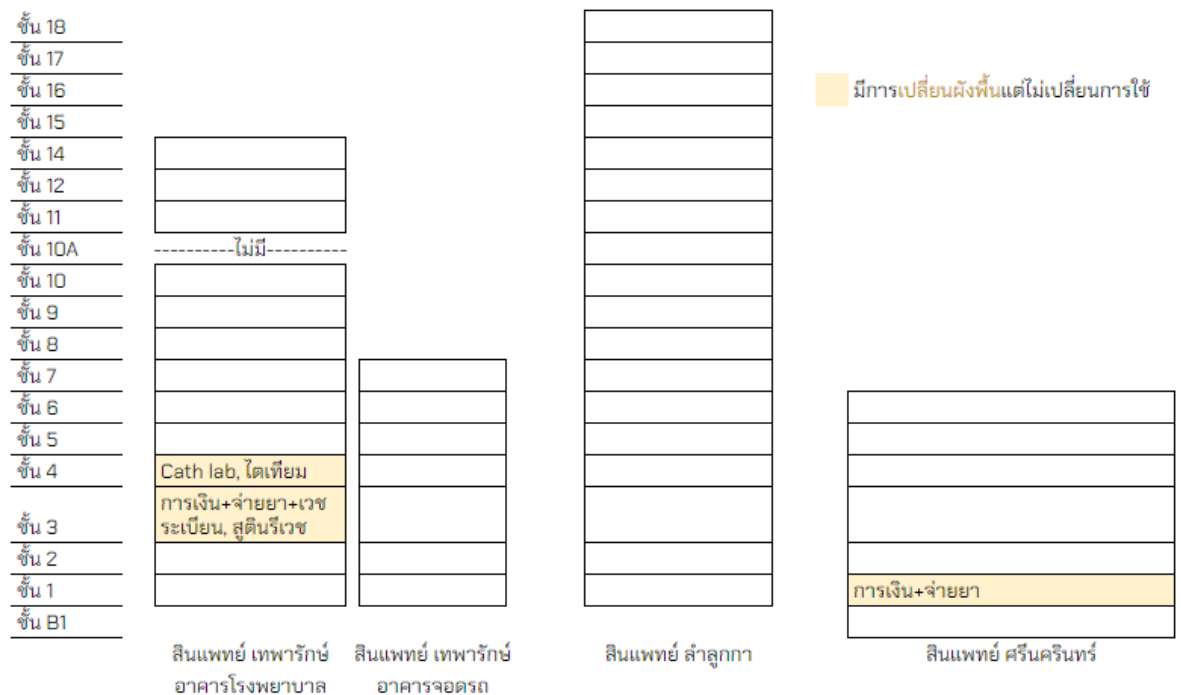 ชั้น 18
ชั้น 17
ชั้น 16
มีการเปลี่ยนผังพื้นแต่ไม่เปลี่ยนการใช้
ชั้น 15
ชั้น 14
ชั้น 12
ชั้น 11
ชั้น 10A
----------ไม่มี----------
ชั้น 10
ชั้น 9
ชั้น 8
ชั้น 7
ชั้น 6
ชั้น 5
ชั้น 4
Cath lab, ไตเทียม
การเงิน+จ่ายยา+เวช
ระเบียน, สูตินรีเวช
ชั้น 3
ชั้น 2
ชั้น 1
การเงิน+จ่ายยา
ชั้น B1
สินแพทย์ เทพารักษ์
อาคารโรงพยาบาล
สินแพทย์ เทพารักษ์
อาคารจอดรถ
สินแพทย์ ลำลูกกา
สินแพทย์ ศรีนครินทร์